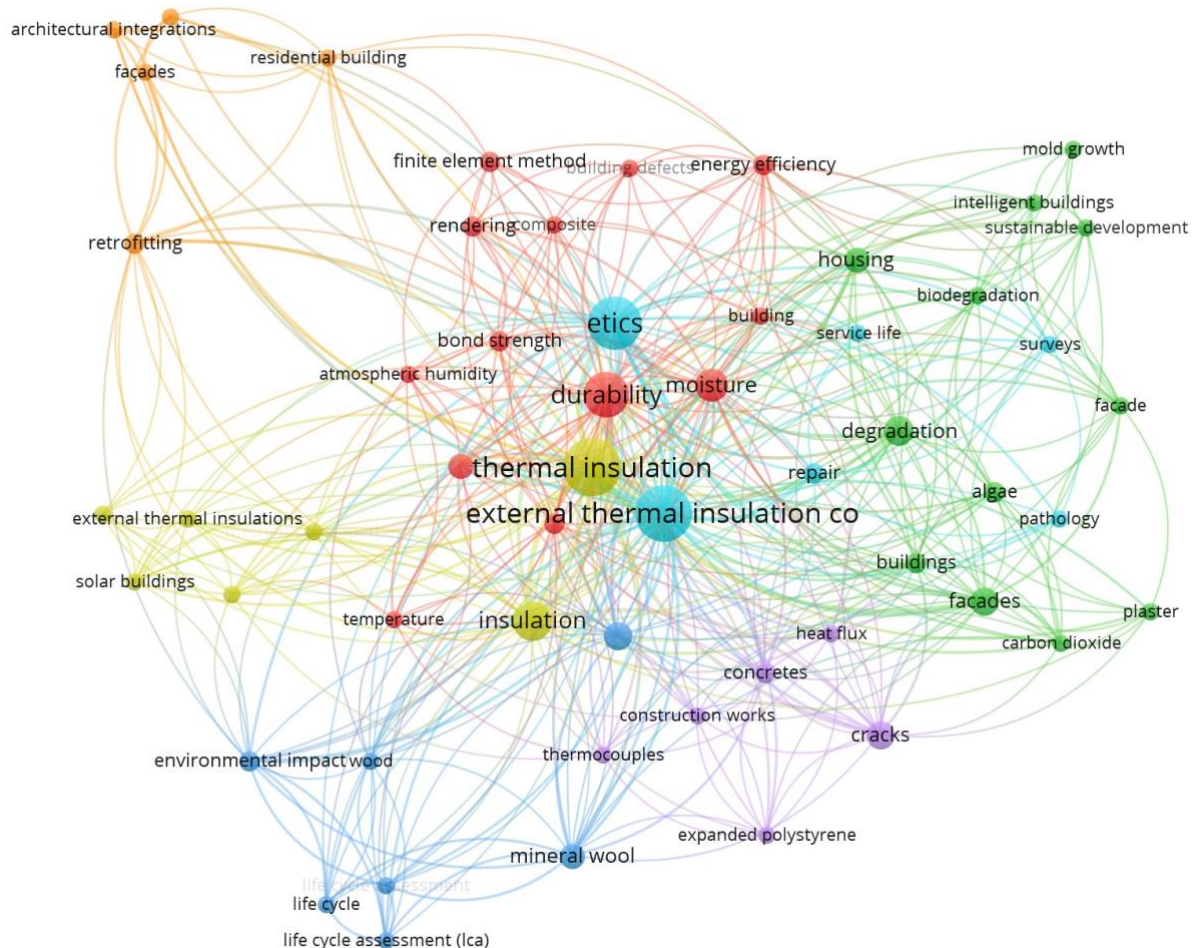 architectural integrations
façades
residential building
finite element method
building defects
energy efficiency
mold growth
intelligent buildings
sustainable development
retrofitting
rendering
composite
housing
biodegradation
etics
building
service life
surveys
bond strength
atmospheric humidity
durability
moisture
facade
degradation
thermal insulation
repair
algae
external thermal insulations
external thermal insulation co
pathology
solar buildings
buildings
insulation
temperature
facades
plaster
heat flux
carbon dioxide
concretes
construction works
cracks
environmental impact
wood
thermocouples
expanded polystyrene
mineral wool
life cycle assessment
life cycle
life cycle assessment (lca)